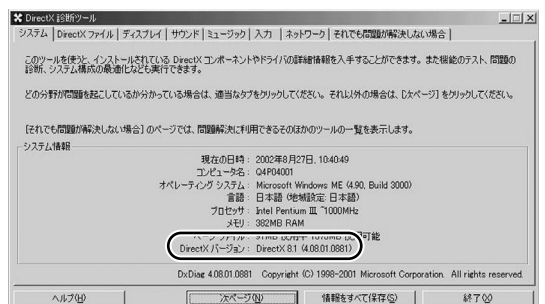 DirectX 診断ツール
システム DirectX ファイル ディスプレイ サウンド ミュージック 入力 ネットワーク それでも問題が解決しない場合
このツールを使うと、インストールされている DirectX コンポーネントやドライバの詳細情報を入手することができます。また機能のテスト、問題の
診断、システム構成の最適化なども実行できます。
どの分野が問題を起こしているか分かっている場合は、適当なタブをクリックしてください。それ以外の場合は、[次ページ] をクリックしてください。
[それでも問題が解決しない場合] のページでは、問題解決に利用できるそのほかのツールの一覧を表示します。
システム情報
現在の日時: 2002年8月27日, 10:40:49
コンピュータ名: Q4P04001
オペレーティング システム: Microsoft Windows ME (4.90, Build 3000)
言語: 日本語 (地域設定: 日本語)
プロセッサ: Intel Pentium III, ~1000MHz
メモリ: 382MB RAM
ページ ファイル: 91MB 使用中
DirectX バージョン: DirectX 8.1 (4.08.01.0881)
DxDiag 4.08.01.0881 Copyright (C) 1998-2001 Microsoft Corporation. All rights reserved.
ヘルプ(H) 次ページ(N) 情報をすべて保存(S) 終了(X)